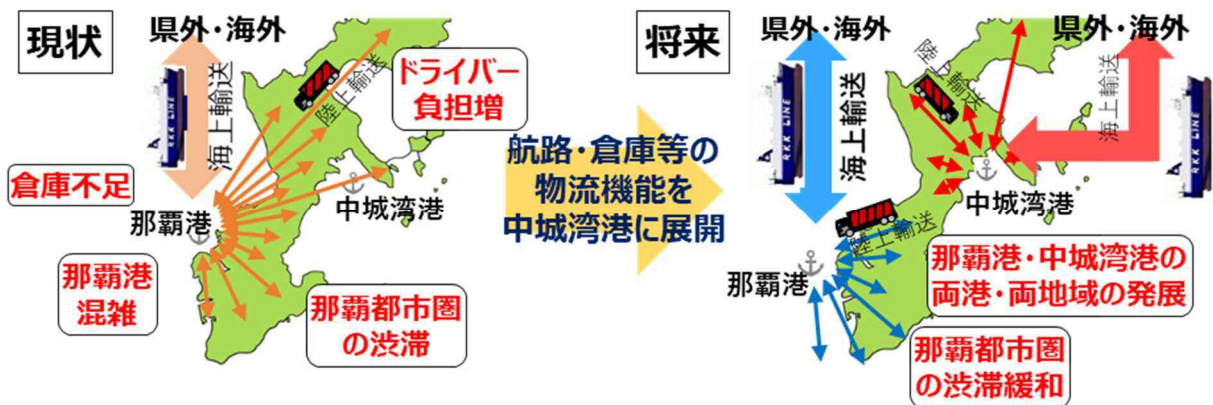 現状
県外・海外
海上輸送
RKK LINE
陸上輸送
ドライバー
負担増
倉庫不足
那覇港
中城湾港
那覇港
混雑
那覇都市圏
の渋滞
航路・倉庫等の
物流機能を
中城湾港に展開
将来
県外・海外
海上輸送
RKK LINE
陸上輸送
県外・海外
海上輸送
RKK LINE
中城湾港
陸上輸送
那覇港
那覇港・中城湾港の
両港・両地域の発展
那覇都市圏
の渋滞緩和